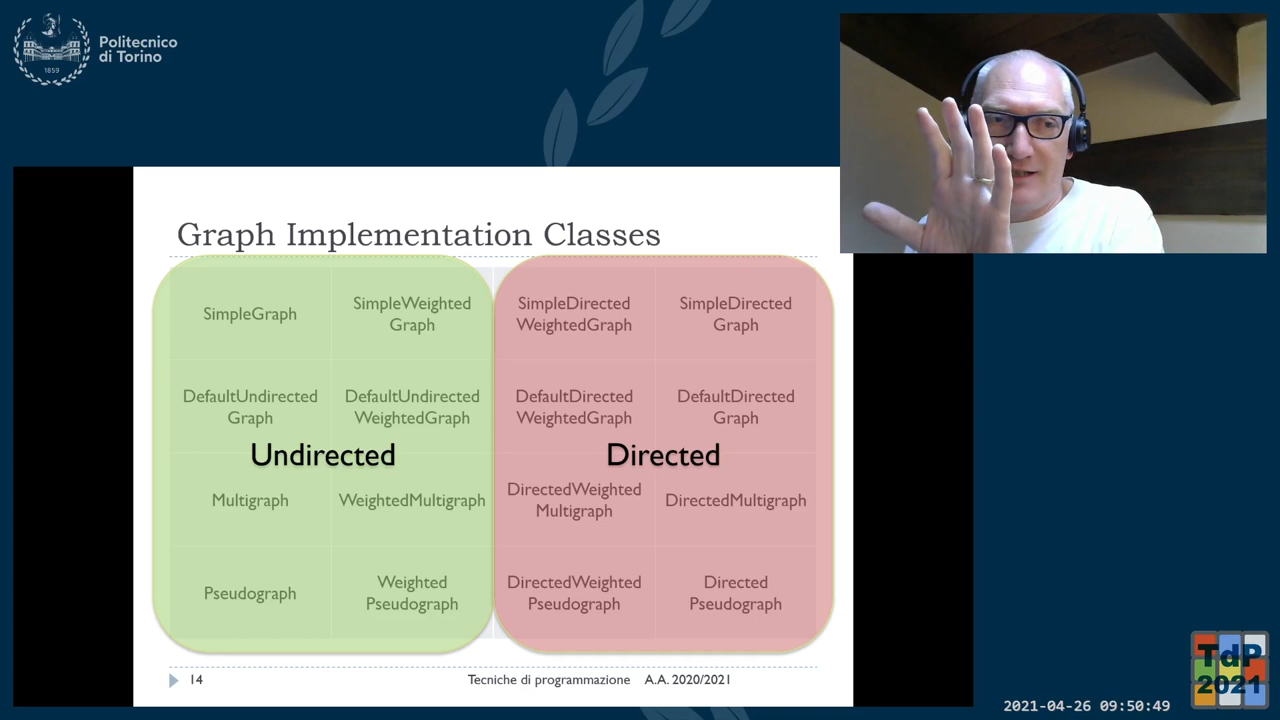 Politecnico
di Torino
1859
Graph Implementation Classes
SimpleGraph
SimpleWeighted
Graph
SimpleDirected
WeightedGraph
SimpleDirected
Graph
DefaultUndirected
Graph
DefaultUndirected
WeightedGraph
DefaultDirected
WeightedGraph
DefaultDirected
Graph
Undirected
Directed
Multigraph
WeightedMultigraph
DirectedWeighted
Multigraph
DirectedMultigraph
Pseudograph
Weighted
Pseudograph
DirectedWeighted
Pseudograph
Directed
Pseudograph
14
Tecniche di programmazione
A.A. 2020/2021
TdP
2021
2021-04-26 09:50:49